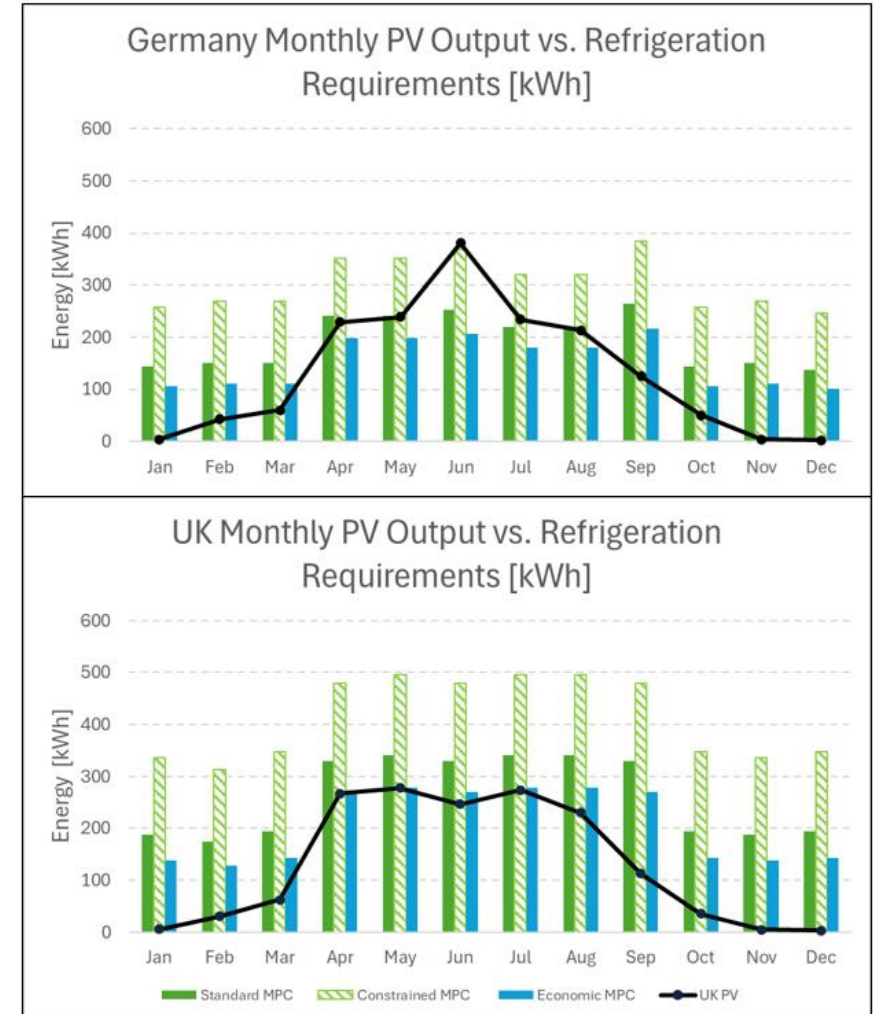 Germany Monthly PV Output vs. Refrigeration
Requirements [kWh]
600
500
400
300
200
100
0
Energy [kWh]
Jan Feb Mar Apr May Jun Jul Aug Sep Oct Nov Dec
UK Monthly PV Output vs. Refrigeration
Requirements [kWh]
600
500
400
300
200
100
0
Energy [kWh]
Jan Feb Mar Apr May Jun Jul Aug Sep Oct Nov Dec
Standard MPC Constrained MPC Economic MPC UK PV